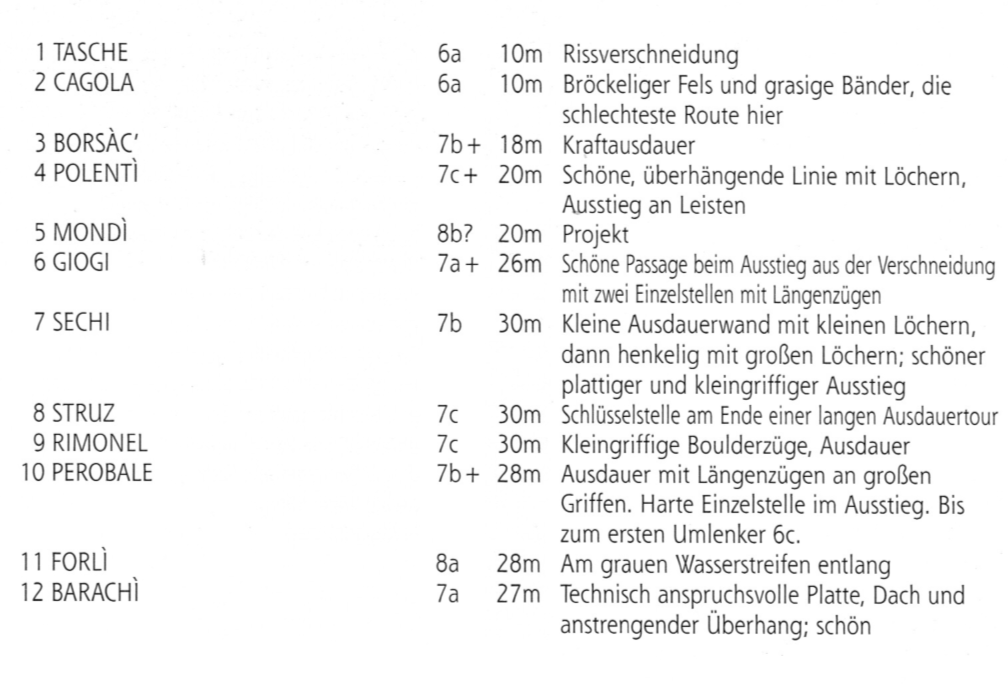 1 TASCHE 6a 10m Rissverschneidung
2 CAGOLA 6a 10m Bröckeliger Fels und grasige Bänder, die
schlechteste Route hier
3 BORSÀC' 7b+ 18m Kraftausdauer
4 POLENTÌ 7c+ 20m Schöne, überhängende Linie mit Löchern,
Ausstieg an Leisten
5 MONDÌ 8b? 20m Projekt
6 GIOGI 7a+ 26m Schöne Passage beim Ausstieg aus der Verschneidung
mit zwei Einzelstellen mit Längenzügen
7 SECHI 7b 30m Kleine Ausdauerwand mit kleinen Löchern,
dann henkelig mit großen Löchern; schöner
plattiger und kleingriffiger Ausstieg
8 STRUZ 7c 30m Schlüsselstelle am Ende einer langen Ausdauertour
9 RIMONEL 7c 30m Kleingriffige Boulderzüge, Ausdauer
10 PEROBALE 7b+ 28m Ausdauer mit Längenzügen an großen
Griffen. Harte Einzelstelle im Ausstieg. Bis
zum ersten Umlenker 6c.
11 FORLÌ 8a 28m Am grauen Wasserstreifen entlang
12 BARACHÌ 7a 27m Technisch anspruchsvolle Platte, Dach und
anstrengender Überhang; schön